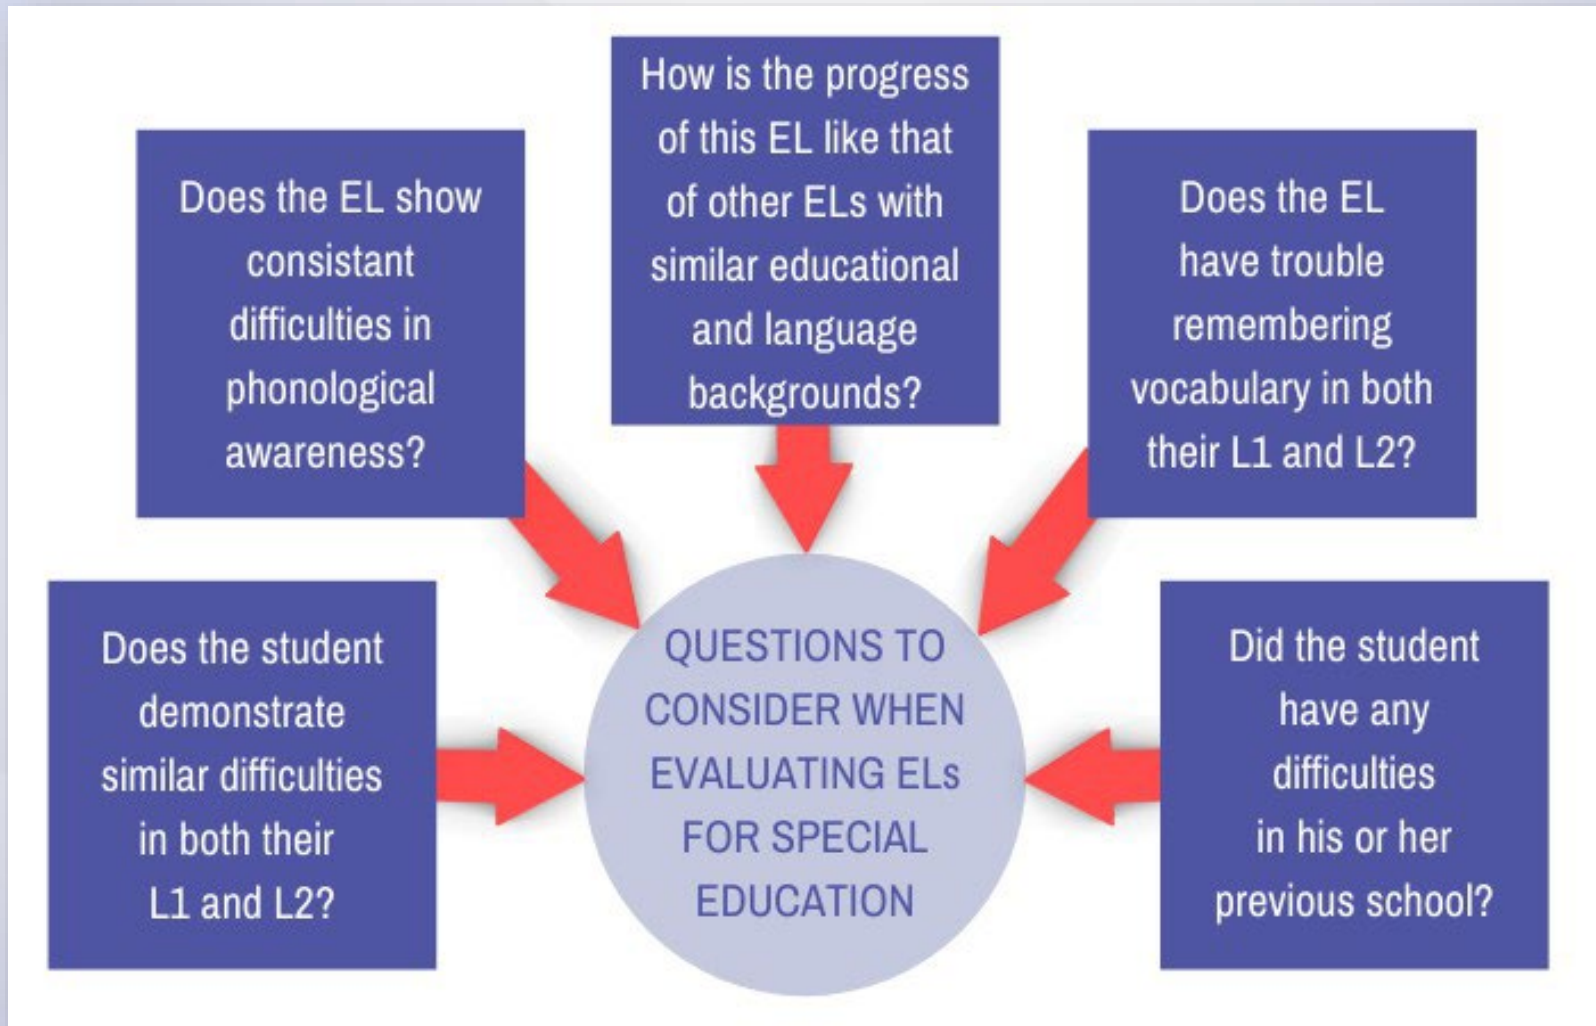 How is the progress
of this EL like that
of other ELs with
similar educational
and language
backgrounds?
Does the EL show
consistant
difficulties in
phonological
awareness?
Does the EL
have trouble
remembering
vocabulary in both
their L1 and L2?
Does the student
demonstrate
similar difficulties
in both their
L1 and L2?
QUESTIONS TO
CONSIDER WHEN
EVALUATING ELs
FOR SPECIAL
EDUCATION
Did the student
have any
difficulties
in his or her
previous school?